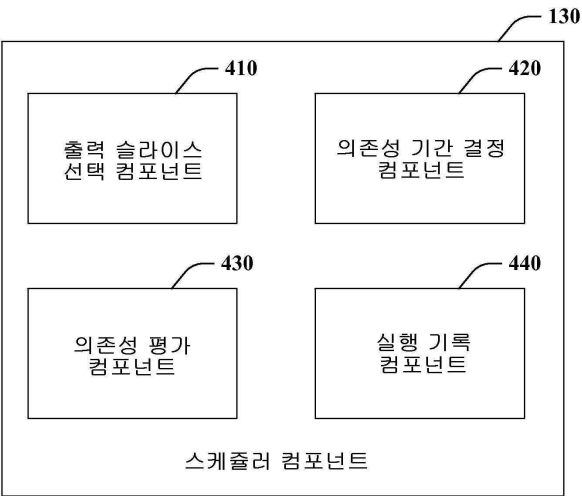 130
410
420
출력 슬라이스
선택 컴포넌트
의존성 기간 결정
컴포넌트
430
440
의존성 평가
컴포넌트
실행 기록
컴포넌트
스케쥴러 컴포넌트